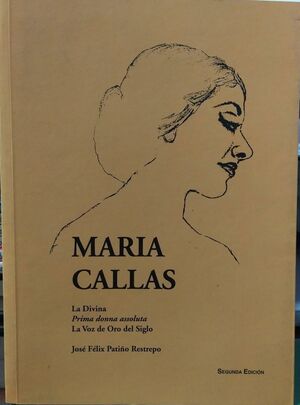 MARIA
CALLAS
La Divina
Prima donna assoluta
La Voz de Oro del Siglo
José Félix Patiño Restrepo
SEGUNDA EDICIÓN